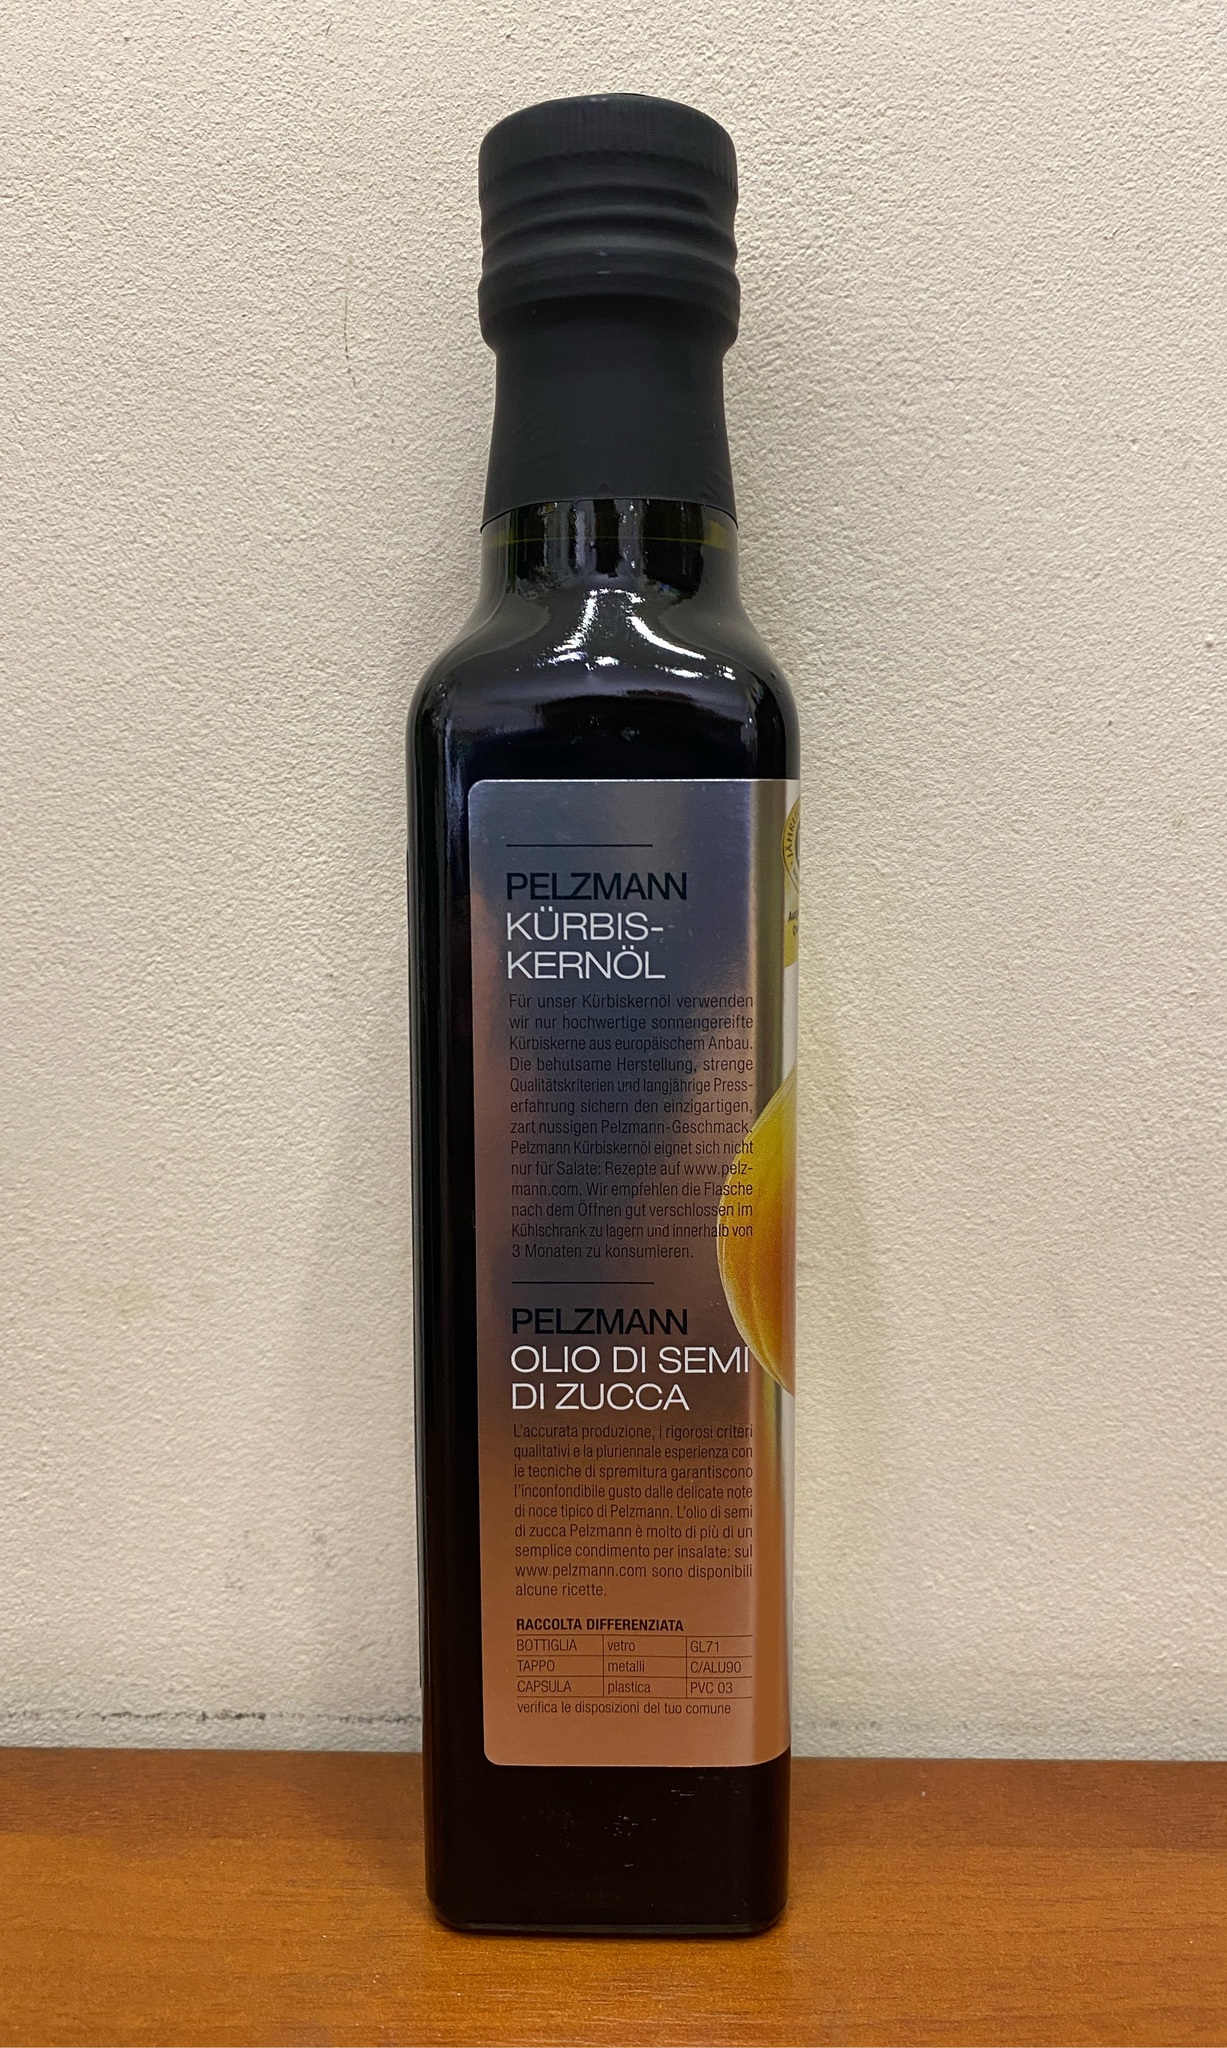 PELZMANN
KÜRBIS-
KERNÖL
Für unser Kürbiskernöl verwenden
wir nur hochwertige sonnengereifte
Kürbiskerne aus europäischem Anbau.
Die behutsame Herstellung, strenge
Qualitätskriterien und langjährige Press-
erfahrung sichern den einzigartigen,
zart nussigen Pelzmann-Geschmack.
Pelzmann Kürbiskernöl eignet sich nicht
nur für Salate: Rezepte auf www.pelz-
mann.com. Wir empfehlen die Flasche
nach dem Öffnen gut verschlossen im
Kühlschrank zu lagern und innerhalb von
3 Monaten zu konsumieren.
PELZMANN
OLIO DI SEMI
DI ZUCCA
L'accurata produzione, i rigorosi criteri
qualitativi e la pluriennale esperienza con
le tecniche di spremitura garantiscono
l'inconfondibile gusto dalle delicate note
di noce tipico di Pelzmann. L'olio di semi
di zucca Pelzmann è molto di più di un
semplice condimento per insalate: sul
www.pelzmann.com sono disponibili
alcune ricette.
RACCOLTA DIFFERENZIATA
BOTTIGLIA vetro GL71
TAPPO metalli C/ALU90
CAPSULA plastica PVC 03
verifica le disposizioni del tuo comune